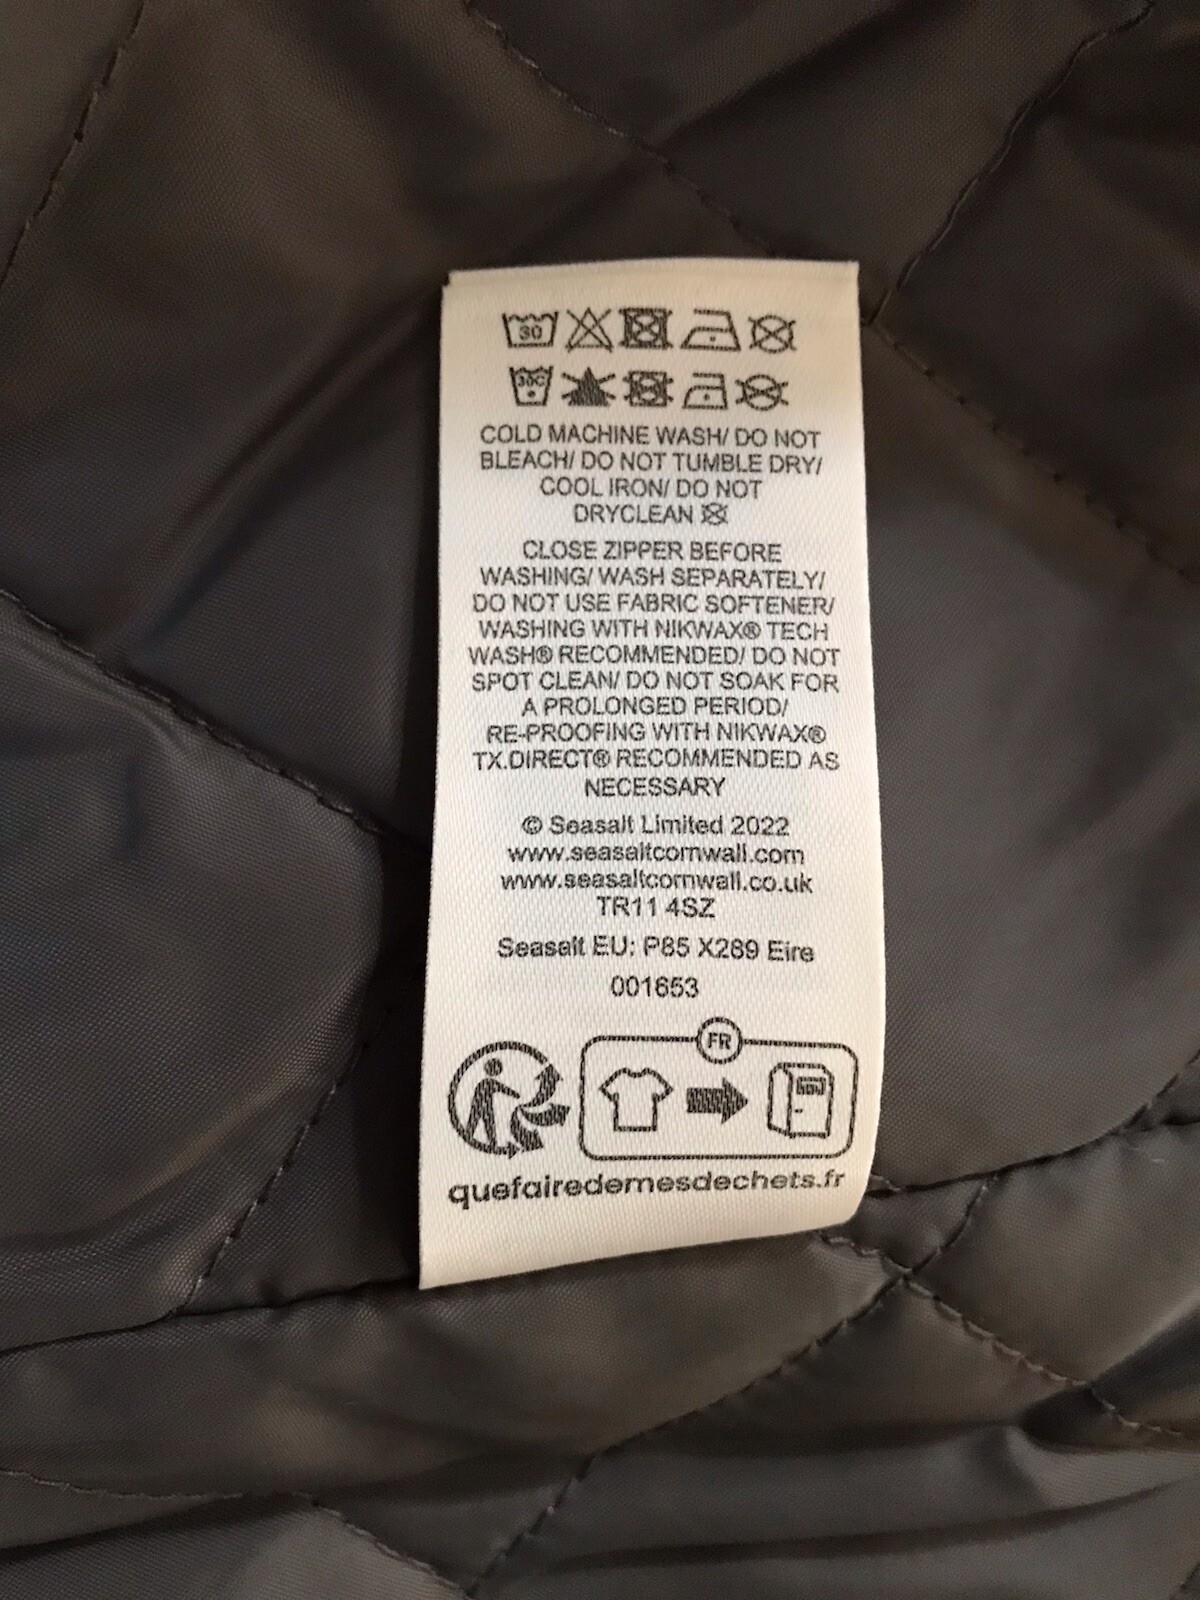 30
30C
COLD MACHINE WASH/ DO NOT
BLEACH/ DO NOT TUMBLE DRY/
COOL IRON/ DO NOT
DRYCLEAN
CLOSE ZIPPER BEFORE
WASHING/ WASH SEPARATELY/
DO NOT USE FABRIC SOFTENER/
WASHING WITH NIKWAX® TECH
WASH® RECOMMENDED/ DO NOT
SPOT CLEAN/ DO NOT SOAK FOR
A PROLONGED PERIOD/
RE-PROOFING WITH NIKWAX®
TX.DIRECT® RECOMMENDED AS
NECESSARY
© Seasalt Limited 2022
www.seasaltcornwall.com
www.seasaltcornwall.co.uk
TR11 4SZ
Seasalt EU: P85 X289 Eire
001653
FR
quefairedemesdechets.fr